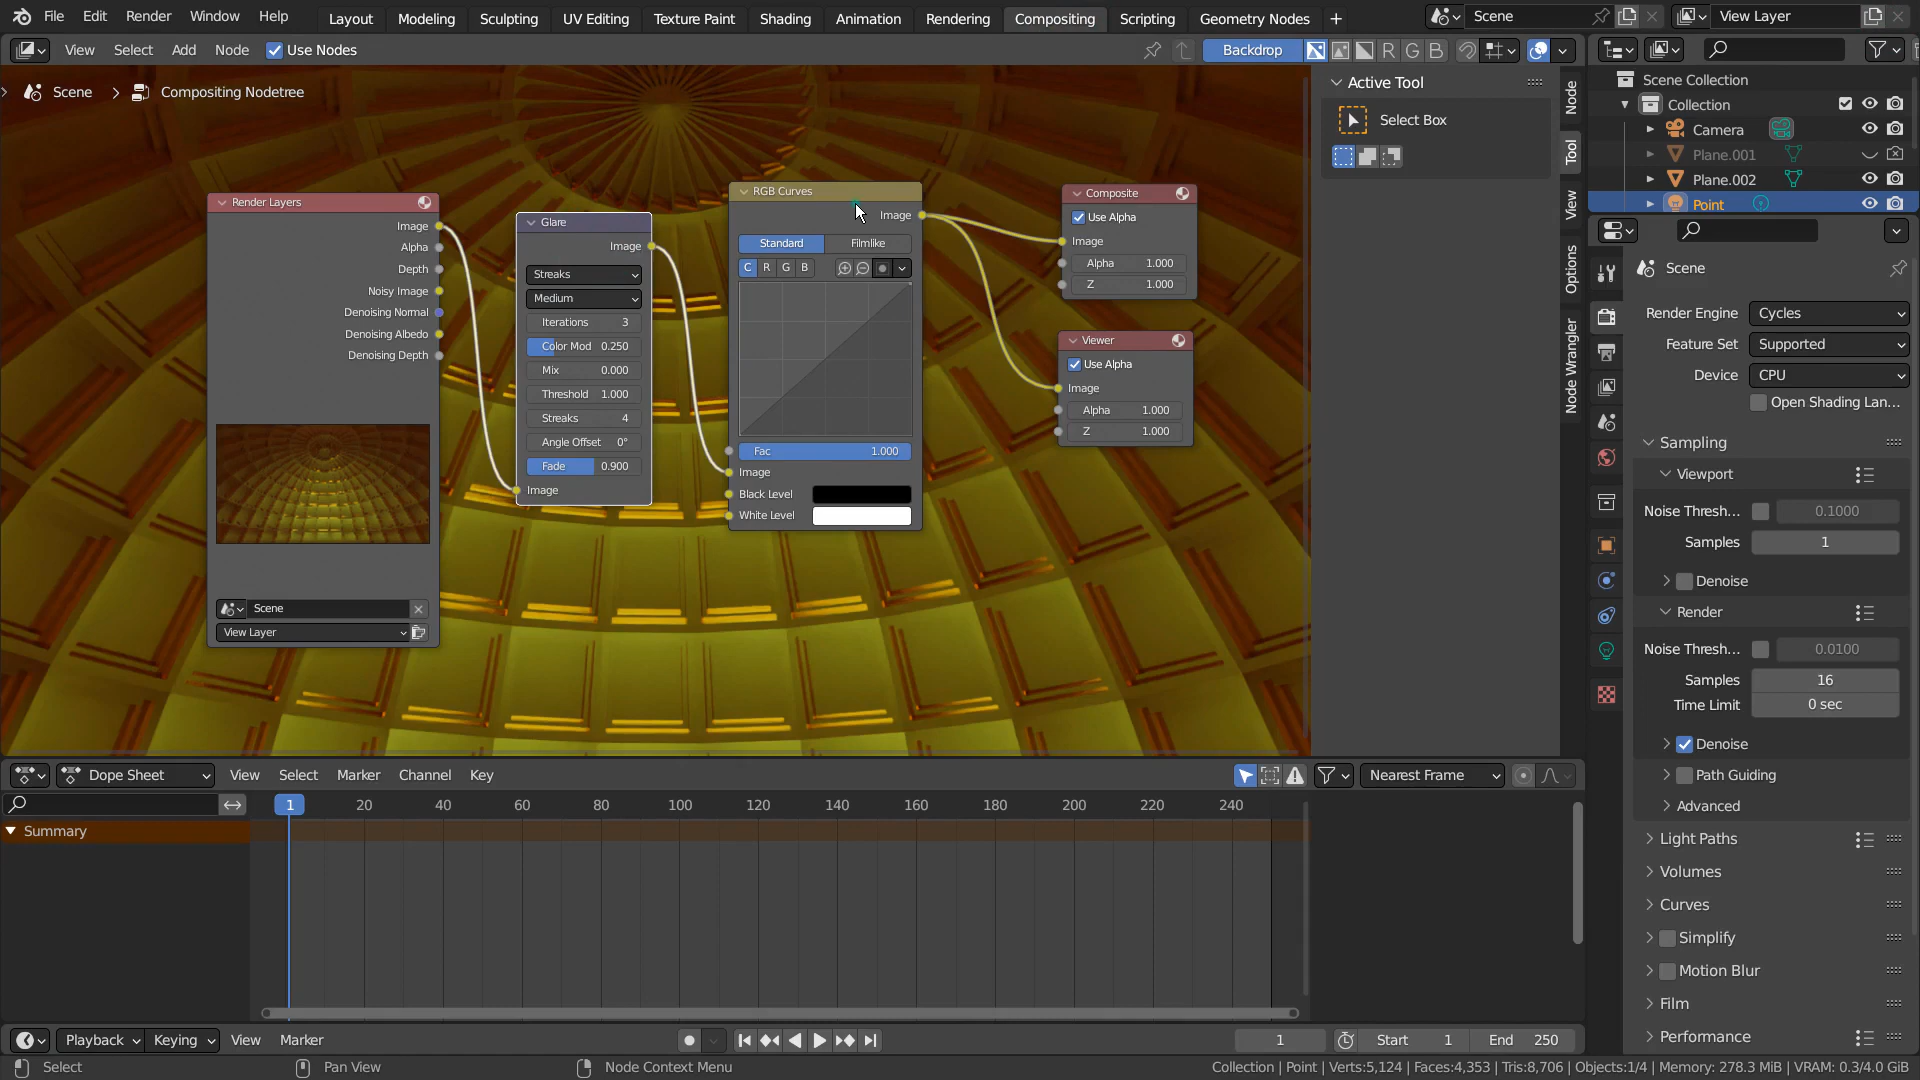 File Edit Render Window Help Layout Modeling Sculpting UV Editing Texture Paint Shading Animation Rendering Compositing Scripting Geometry Nodes + Scene View Layer
View Select Add Node Use Nodes Backdrop R G B
Scene > Compositing Nodetree
Render Layers
Image
Alpha
Depth
Noisy Image
Denoising Normal
Denoising Albedo
Denoising Depth
Scene
View Layer
Glare
Image
Streaks
Medium
Iterations 3
Color Mod 0.250
Mix 0.000
Threshold 1.000
Streaks 4
Angle Offset 0°
Fade 0.900
Image
RGB Curves
Image
Standard Filmlike
C R G B
Fac 1.000
Image
Black Level
White Level
Composite
Use Alpha
Image
Alpha 1.000
Z 1.000
Viewer
Use Alpha
Image
Alpha 1.000
Z 1.000
Active Tool
Select Box
Node
Tool
View
Options
Node Wrangler
Scene Collection
Collection
Camera
Plane.001
Plane.002
Point
Scene
Render Engine Cycles
Feature Set Supported
Device CPU
Open Shading Lan...
Sampling
Viewport
Noise Thresh... 0.1000
Samples 1
Denoise
Render
Noise Thresh... 0.0100
Samples 16
Time Limit 0 sec
Denoise
Path Guiding
Advanced
Light Paths
Volumes
Curves
Simplify
Motion Blur
Film
Performance
Dope Sheet View Select Marker Channel Key Nearest Frame
1 20 40 60 80 100 120 140 160 180 200 220 240
Summary
Playback Keying View Marker 1 Start 1 End 250
Select Pan View Node Context Menu Collection | Point | Verts:5,124 | Faces:4,353 | Tris:8,706 | Objects:1/4 | Memory: 278.3 MiB | VRAM: 0.3/4.0 GiB